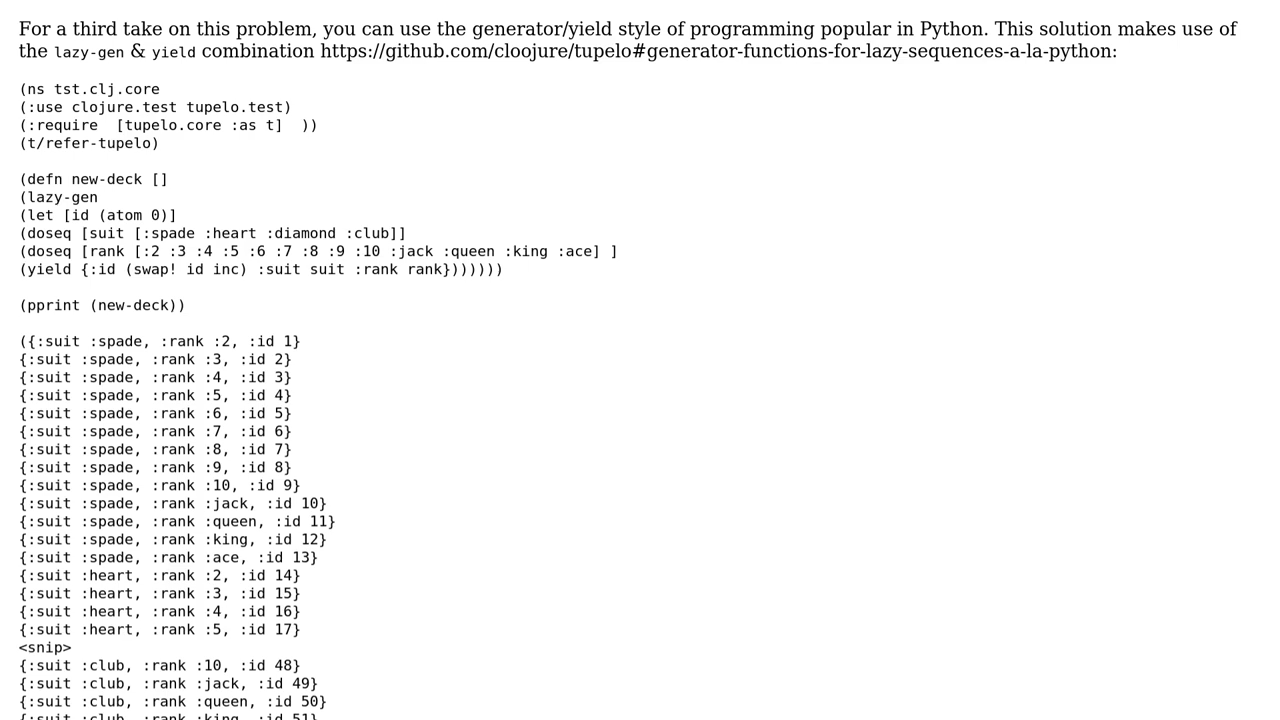 For a third take on this problem, you can use the generator/yield style of programming popular in Python. This solution makes use of
the lazy-gen & yield combination https://github.com/cloojure/tupelo#generator-functions-for-lazy-sequences-a-la-python:
(ns tst.clj.core
(:use clojure.test tupelo.test)
(:require  [tupelo.core :as t]  ))
(t/refer-tupelo)
(defn new-deck []
(lazy-gen
(let [id (atom 0)]
(doseq [suit [:spade :heart :diamond :club]]
(doseq [rank [:2 :3 :4 :5 :6 :7 :8 :9 :10 :jack :queen :king :ace] ]
(yield {:id (swap! id inc) :suit suit :rank rank})))))))
(pprint (new-deck))
({:suit :spade, :rank :2, :id 1}
{:suit :spade, :rank :3, :id 2}
{:suit :spade, :rank :4, :id 3}
{:suit :spade, :rank :5, :id 4}
{:suit :spade, :rank :6, :id 5}
{:suit :spade, :rank :7, :id 6}
{:suit :spade, :rank :8, :id 7}
{:suit :spade, :rank :9, :id 8}
{:suit :spade, :rank :10, :id 9}
{:suit :spade, :rank :jack, :id 10}
{:suit :spade, :rank :queen, :id 11}
{:suit :spade, :rank :king, :id 12}
{:suit :spade, :rank :ace, :id 13}
{:suit :heart, :rank :2, :id 14}
{:suit :heart, :rank :3, :id 15}
{:suit :heart, :rank :4, :id 16}
{:suit :heart, :rank :5, :id 17}
<snip>
{:suit :club, :rank :10, :id 48}
{:suit :club, :rank :jack, :id 49}
{:suit :club, :rank :queen, :id 50}
{:suit :club, :rank :king, :id 51}